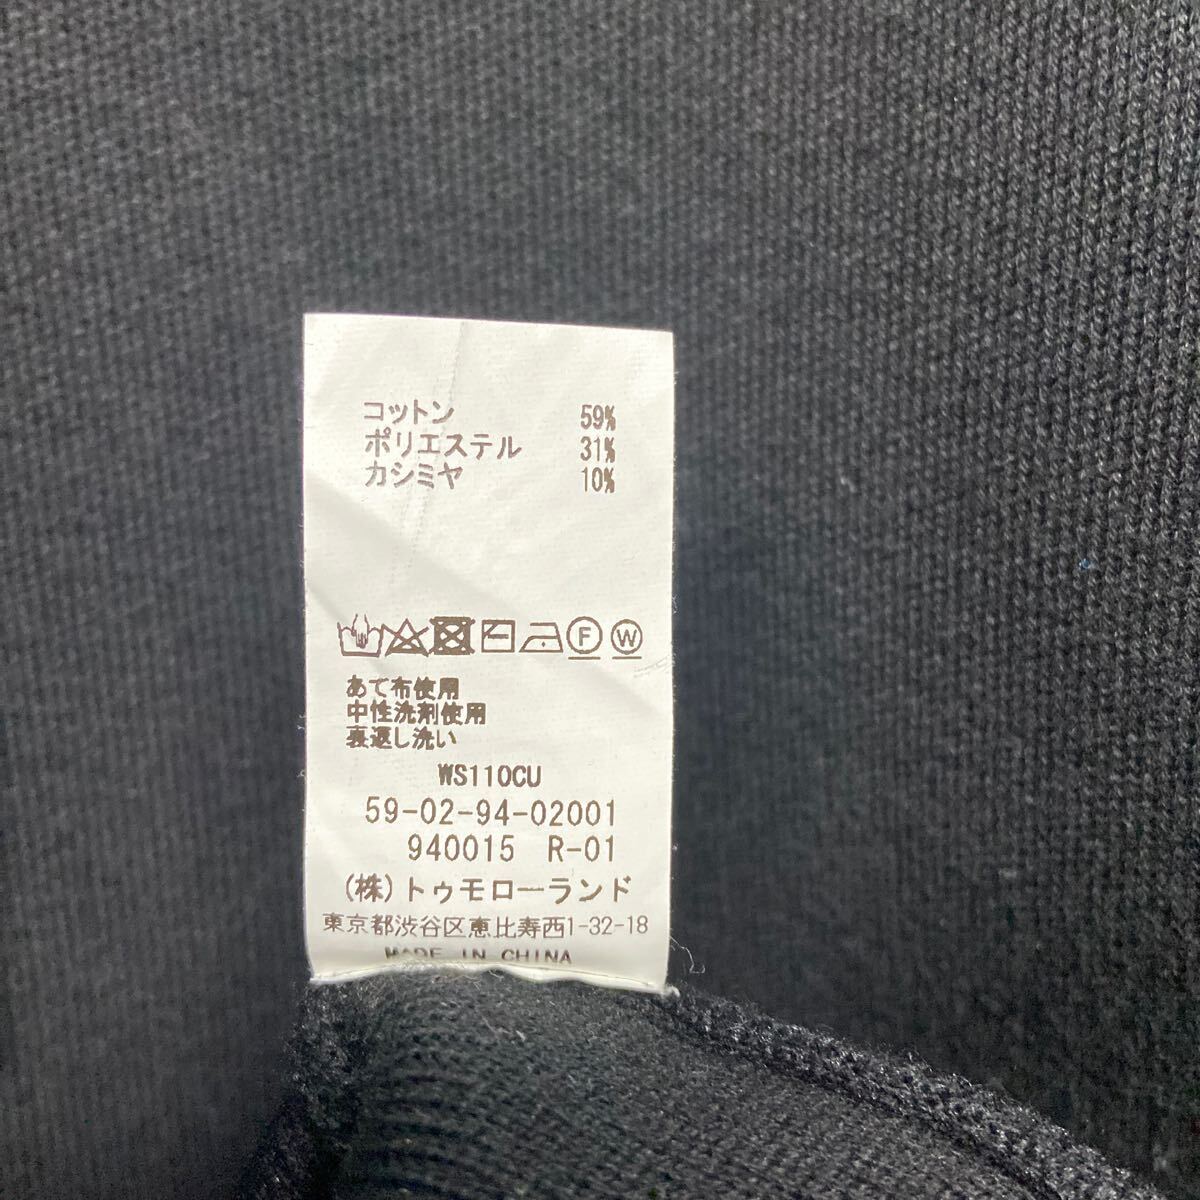 コットン 59%
ポリエステル 31%
カシミヤ 10%
F W
あて布使用
中性洗剤使用
裏返し洗い
WS110CU
59-02-94-02001
940015 R-01
(株)トゥモローランド
東京都渋谷区恵比寿西1-32-18
MADE IN CHINA